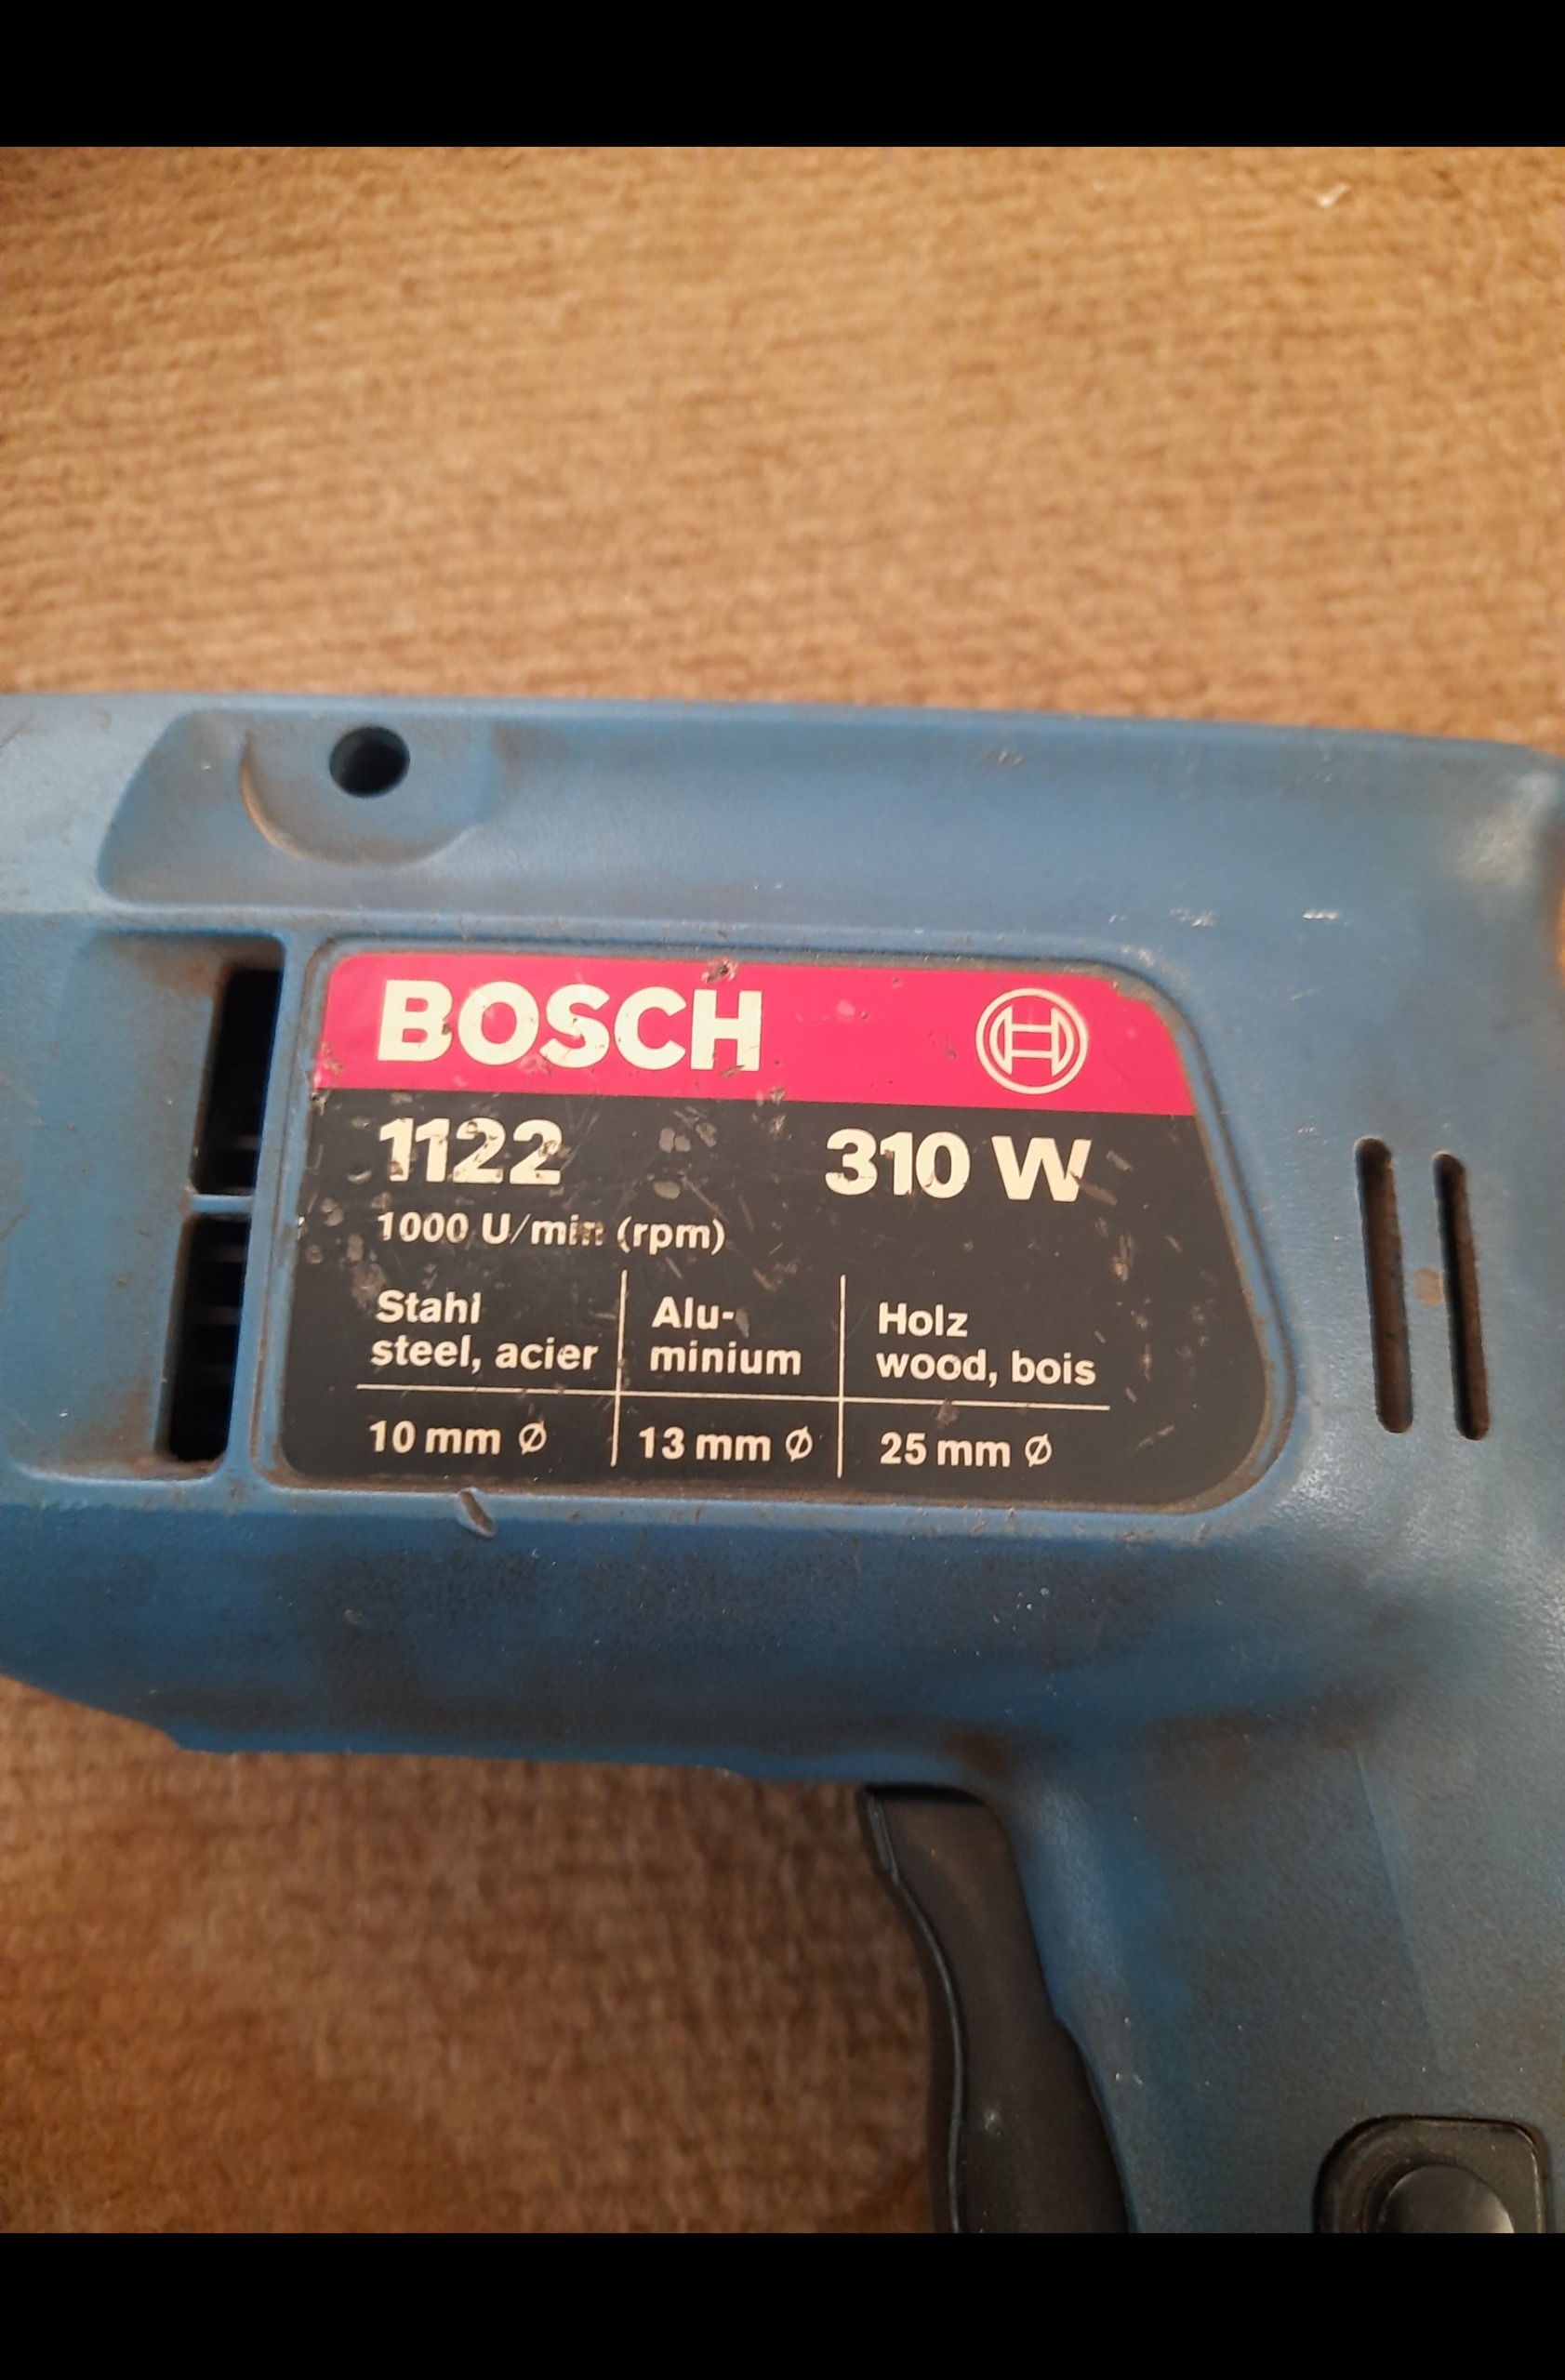 BOSCH
1122 310 W
1000 U/min (rpm)
Stahl Alu- Holz
steel, acier minium wood, bois
10 mm Ø 13 mm Ø 25 mm Ø